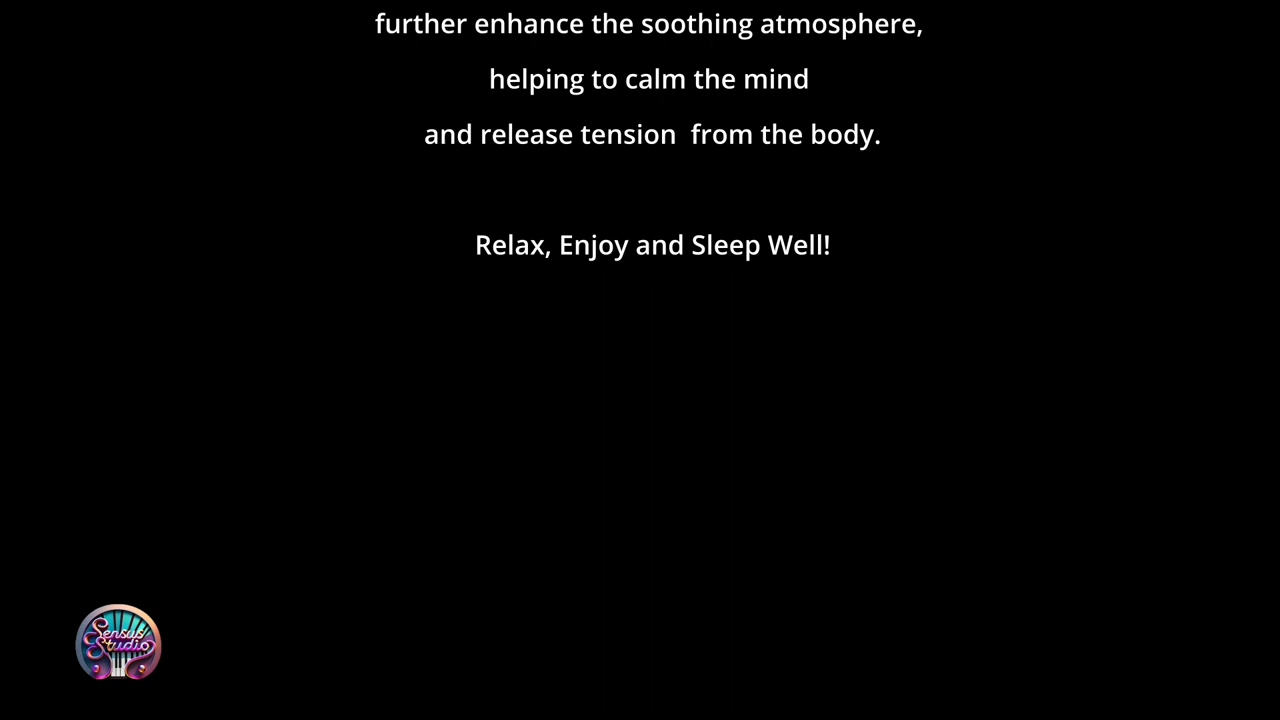 further enhance the soothing atmosphere,
helping to calm the mind
and release tension  from the body.
Relax, Enjoy and Sleep Well!
Sensus
Studio